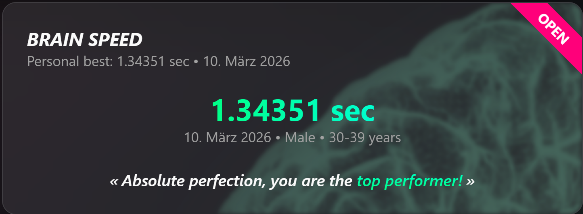 BRAIN SPEED
OPEN
Personal best: 1.34351 sec • 10. März 2026
1.34351 sec
10. März 2026 • Male • 30-39 years
« Absolute perfection, you are the top performer! »